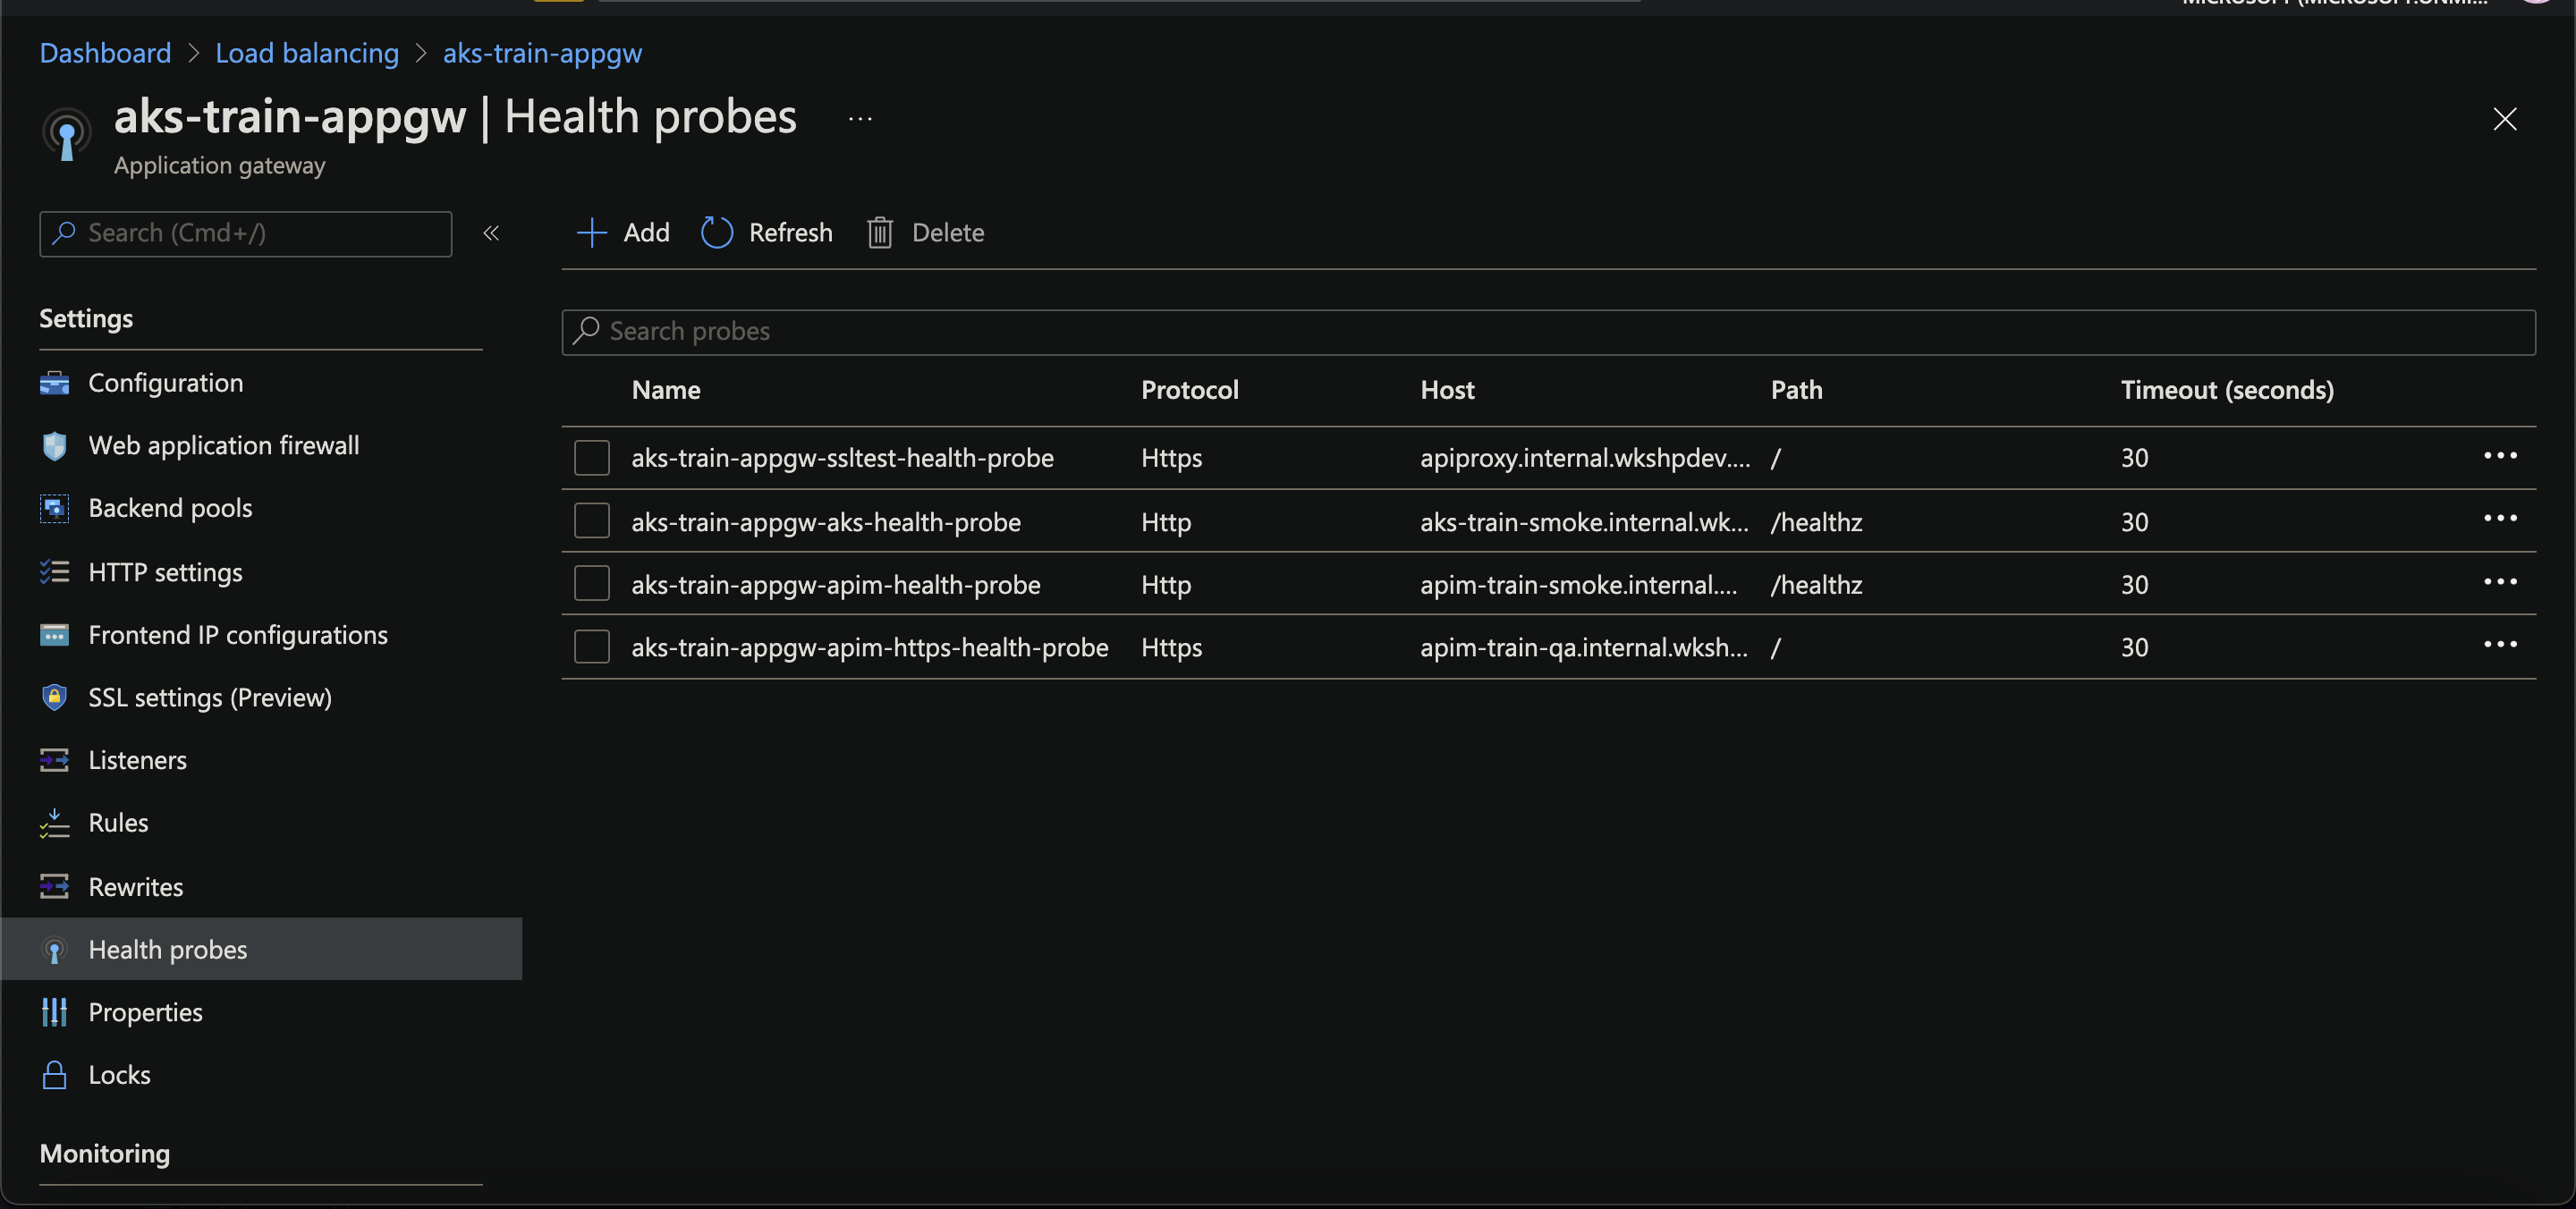 Dashboard > Load balancing > aks-train-appgw
aks-train-appgw | Health probes ...
Application gateway
Search (Cmd+/)
«
Add
Refresh
Delete
Settings
Configuration
Web application firewall
Backend pools
HTTP settings
Frontend IP configurations
SSL settings (Preview)
Listeners
Rules
Rewrites
Health probes
Properties
Locks
Monitoring
Search probes
Name Protocol Host Path Timeout (seconds)
aks-train-appgw-ssltest-health-probe Https apiproxy.internal.wkshpdev.... / 30 •••
aks-train-appgw-aks-health-probe Http aks-train-smoke.internal.wk... /healthz 30 •••
aks-train-appgw-apim-health-probe Http apim-train-smoke.internal.... /healthz 30 •••
aks-train-appgw-apim-https-health-probe Https apim-train-qa.internal.wksh... / 30 •••